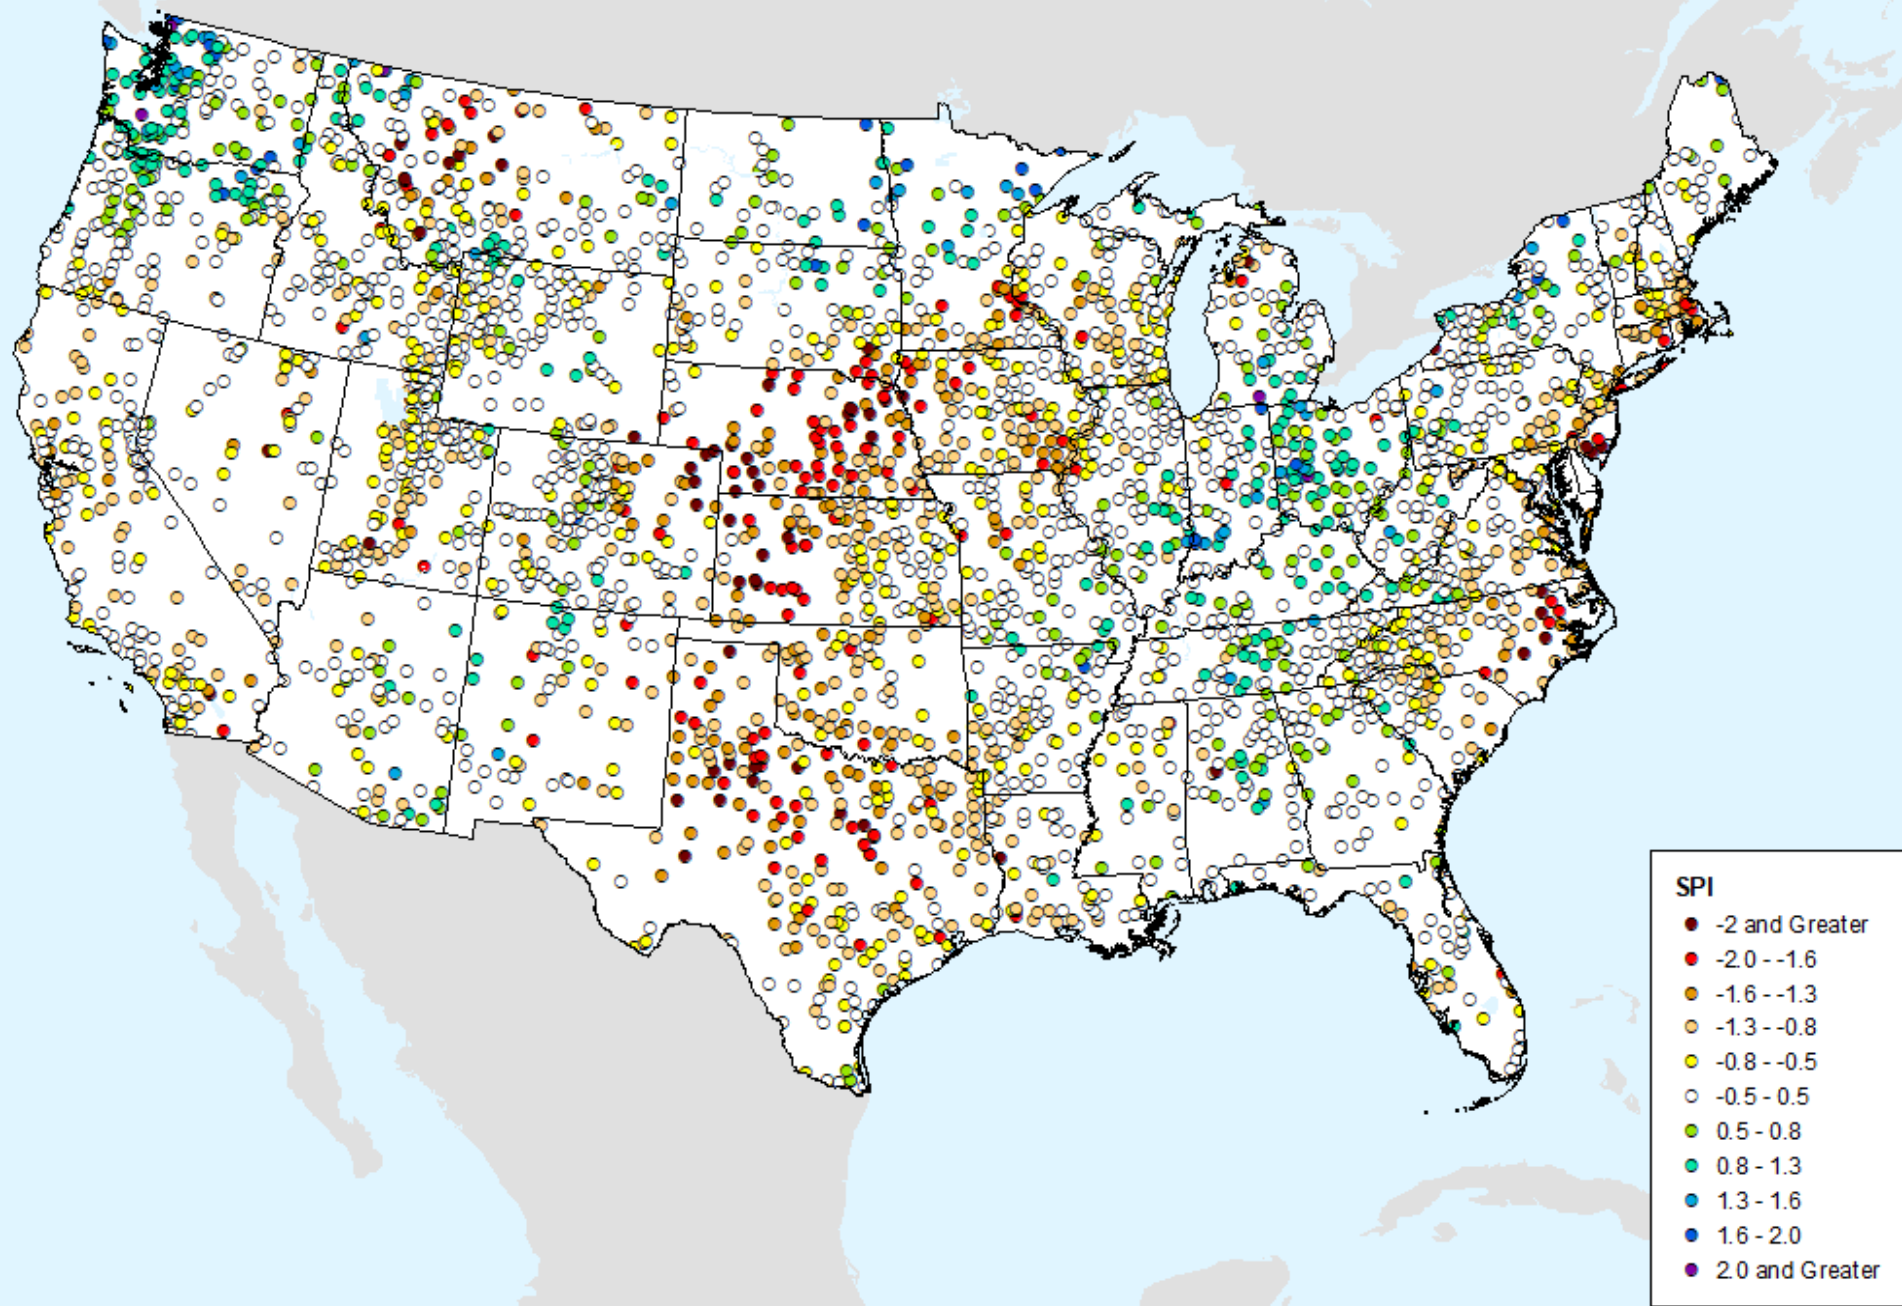 SPI
-2 and Greater
-2.0 - -1.6
-1.6 - -1.3
-1.3 - -0.8
-0.8 - -0.5
-0.5 - 0.5
0.5 - 0.8
0.8 - 1.3
1.3 - 1.6
1.6 - 2.0
2.0 and Greater